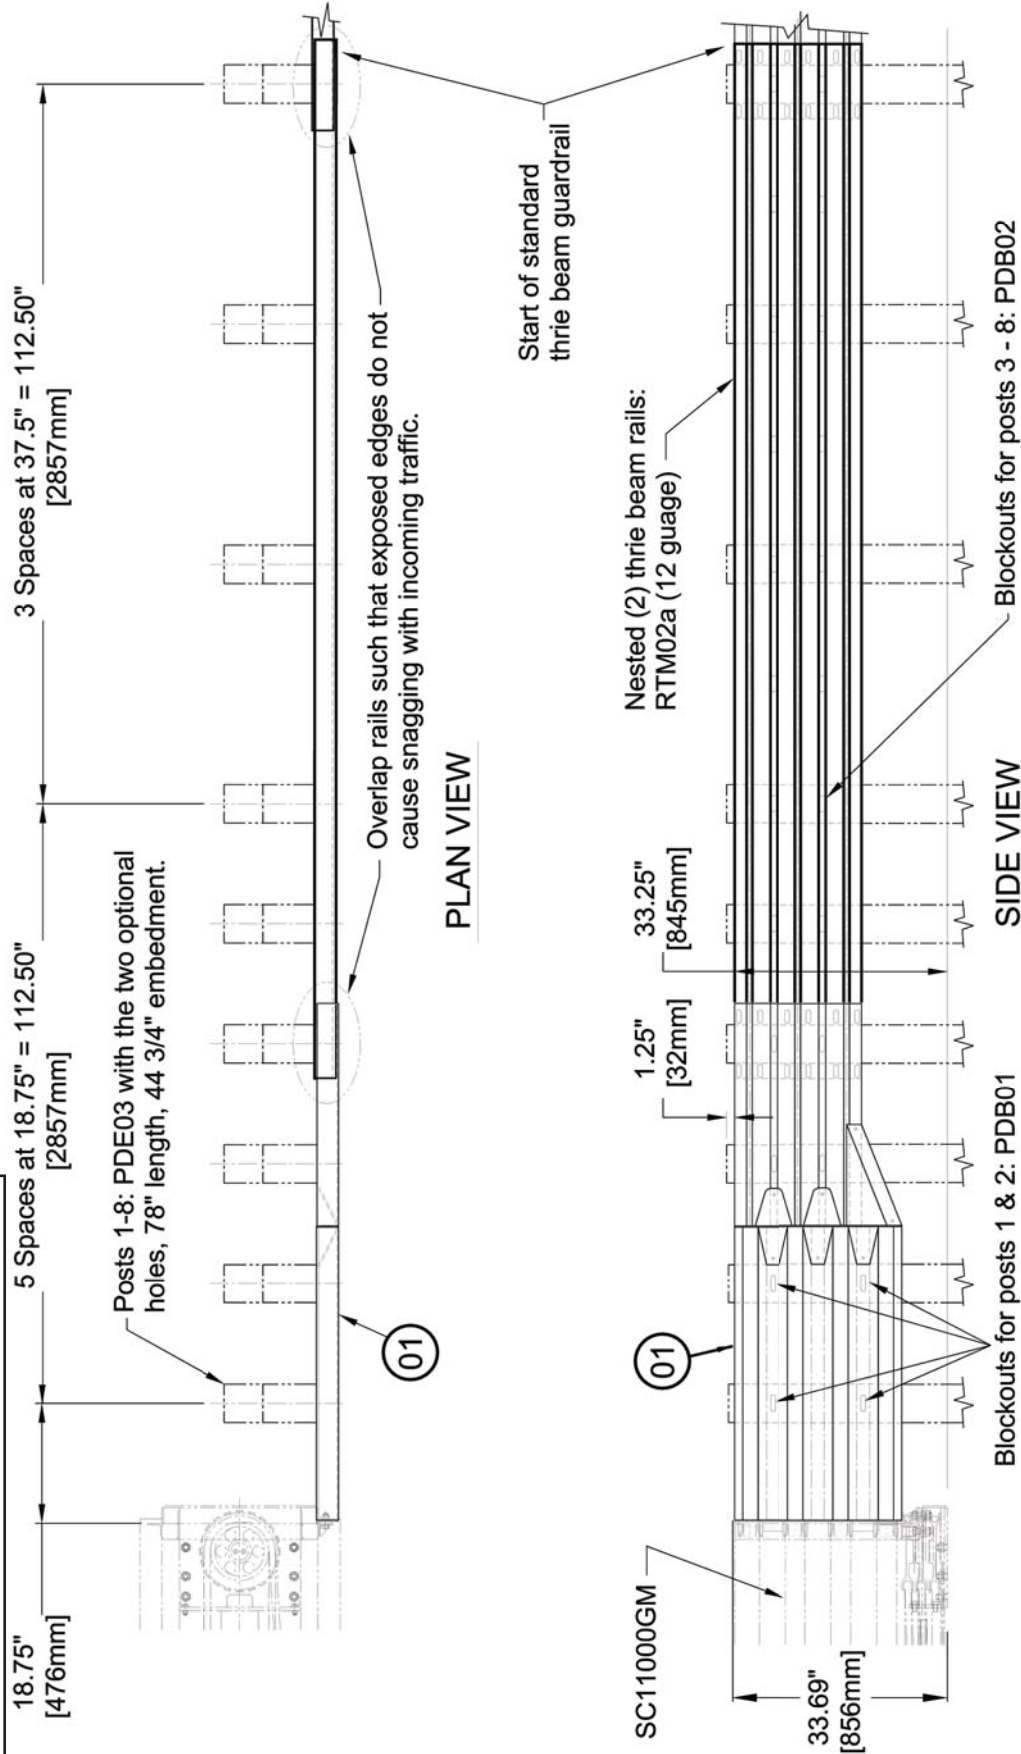 18.75"
[476mm]
5 Spaces at 18.75" = 112.50"
[2857mm]
3 Spaces at 37.5" = 112.50"
[2857mm]
Posts 1-8: PDE03 with the two optional
holes, 78" length, 44 3/4" embedment.
Overlap rails such that exposed edges do not
cause snagging with incoming traffic.
01
PLAN VIEW
Start of standard
thrie beam guardrail
Nested (2) thrie beam rails:
RTM02a (12 guage)
SC11000GM
01
1.25"
[32mm]
33.25"
[845mm]
33.69"
[856mm]
Blockouts for posts 1 & 2: PDB01
Blockouts for posts 3 - 8: PDB02
SIDE VIEW